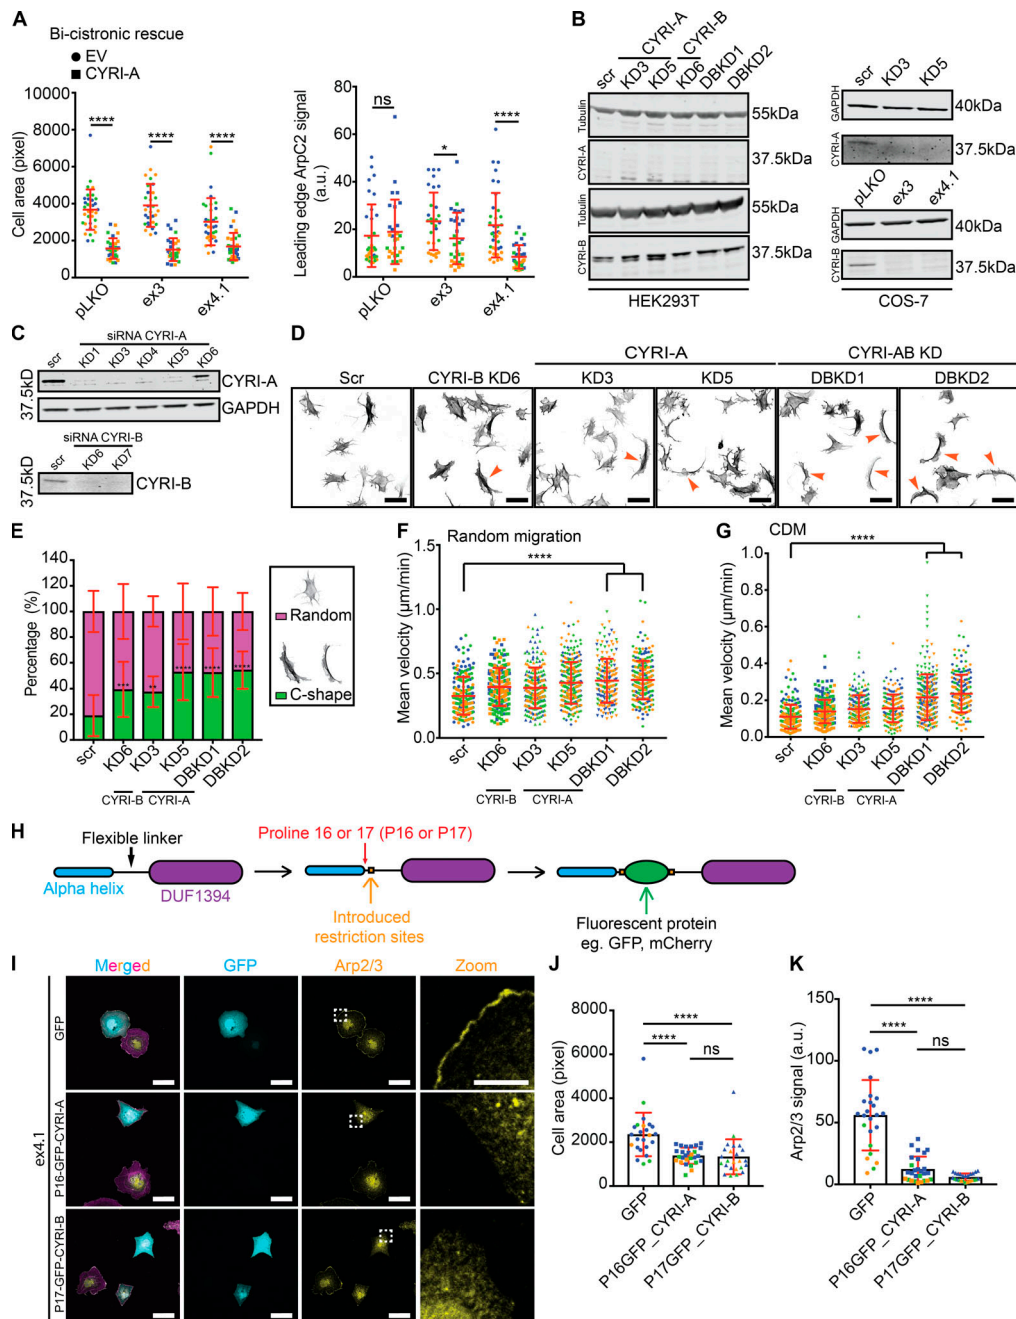 A
Bi-cistronic rescue
EV
CYRI-A
Cell area (pixel)
10000
8000
6000
4000
2000
0
**** **** ****
pLKO ex3 ex4.1
Leading edge ArpC2 signal
(a.u.)
80
60
40
20
0
ns * ****
pLKO ex3 ex4.1
B
CYRI-A CYRI-B
scr KD3 KD5 KD6 DBKD1 DBKD2
Tubulin 55kDa
CYRI-A 37.5kDa
Tubulin 55kDa
CYRI-B 37.5kDa
HEK293T
scr KD3 KD5
GAPDH 40kDa
CYRI-A 37.5kDa
pLKO ex3 ex4.1
GAPDH 40kDa
CYRI-B 37.5kDa
COS-7
C
siRNA CYRI-A
scr KD1 KD3 KD4 KD5 KD6
37.5kD
CYRI-A
GAPDH
siRNA CYRI-B
scr KD6 KD7
37.5kD
CYRI-B
D
CYRI-A CYRI-AB KD
Scr CYRI-B KD6 KD3 KD5 DBKD1 DBKD2
E
Percentage (%)
140
120
100
80
60
40
20
0
*** ** **** **** ****
scr KD6 KD3 KD5 DBKD1 DBKD2
CYRI-B CYRI-A
Random
C-shape
F
Random migration
Mean velocity (μm/min)
1.5
1.0
0.5
0.0
****
scr KD6 KD3 KD5 DBKD1 DBKD2
CYRI-B CYRI-A
G
CDM
Mean velocity (μm/min)
1.0
0.8
0.6
0.4
0.2
0.0
****
scr KD6 KD3 KD5 DBKD1 DBKD2
CYRI-B CYRI-A
H
Flexible linker
Alpha helix
DUF1394
Proline 16 or 17 (P16 or P17)
Introduced
restriction sites
Fluorescent protein
eg. GFP, mCherry
I
Merged GFP Arp2/3 Zoom
ex4.1
GFP
P16-GFP-CYRI-A
P17-GFP-CYRI-B
J
Cell area (pixel)
8000
6000
4000
2000
0
****
**** ns
GFP P16GFP_CYRI-A P17GFP_CYRI-B
K
Arp2/3 signal (a.u.)
150
100
50
0
****
**** ns
GFP P16GFP_CYRI-A P17GFP_CYRI-B